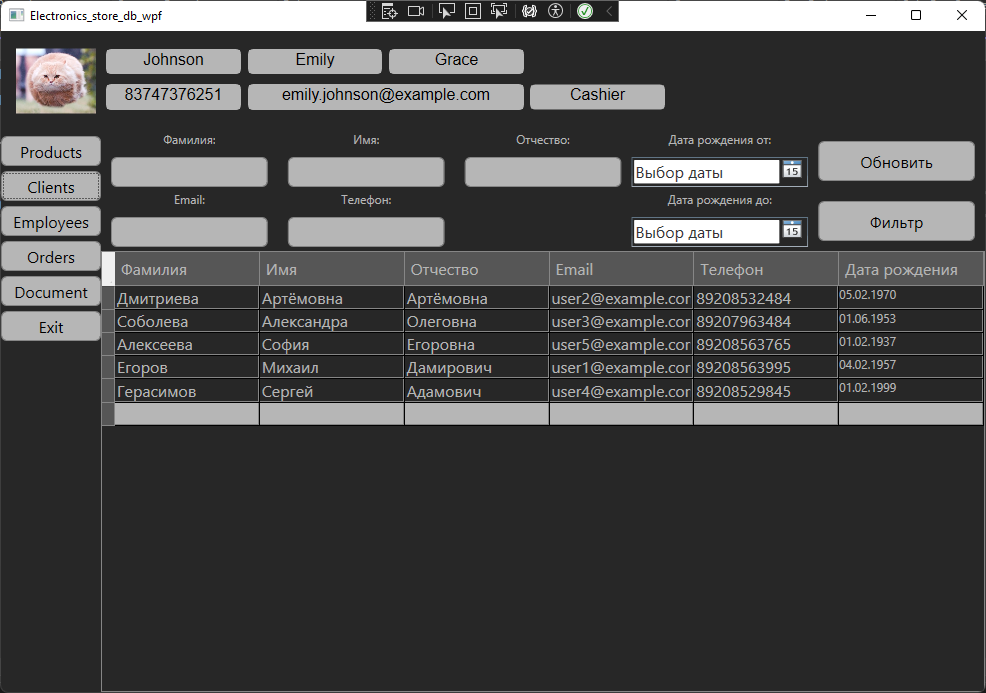 Electronics_store_db_wpf
Johnson Emily Grace
83747376251 emily.johnson@example.com Cashier
Products
Clients
Employees
Orders
Document
Exit
Фамилия: Имя: Отчество: Дата рождения от:
Выбор даты 15 Обновить
Email: Телефон: Дата рождения до:
Выбор даты 15 Фильтр
Фамилия Имя Отчество Email Телефон Дата рождения
Дмитриева Артёмовна Артёмовна user2@example.cor 89208532484 05.02.1970
Соболева Александра Олеговна user3@example.cor 89207963484 01.06.1953
Алексеева София Егоровна user5@example.cor 89208563765 01.02.1937
Егоров Михаил Дамирович user1@example.cor 89208563995 04.02.1957
Герасимов Сергей Адамович user4@example.cor 89208529845 01.02.1999